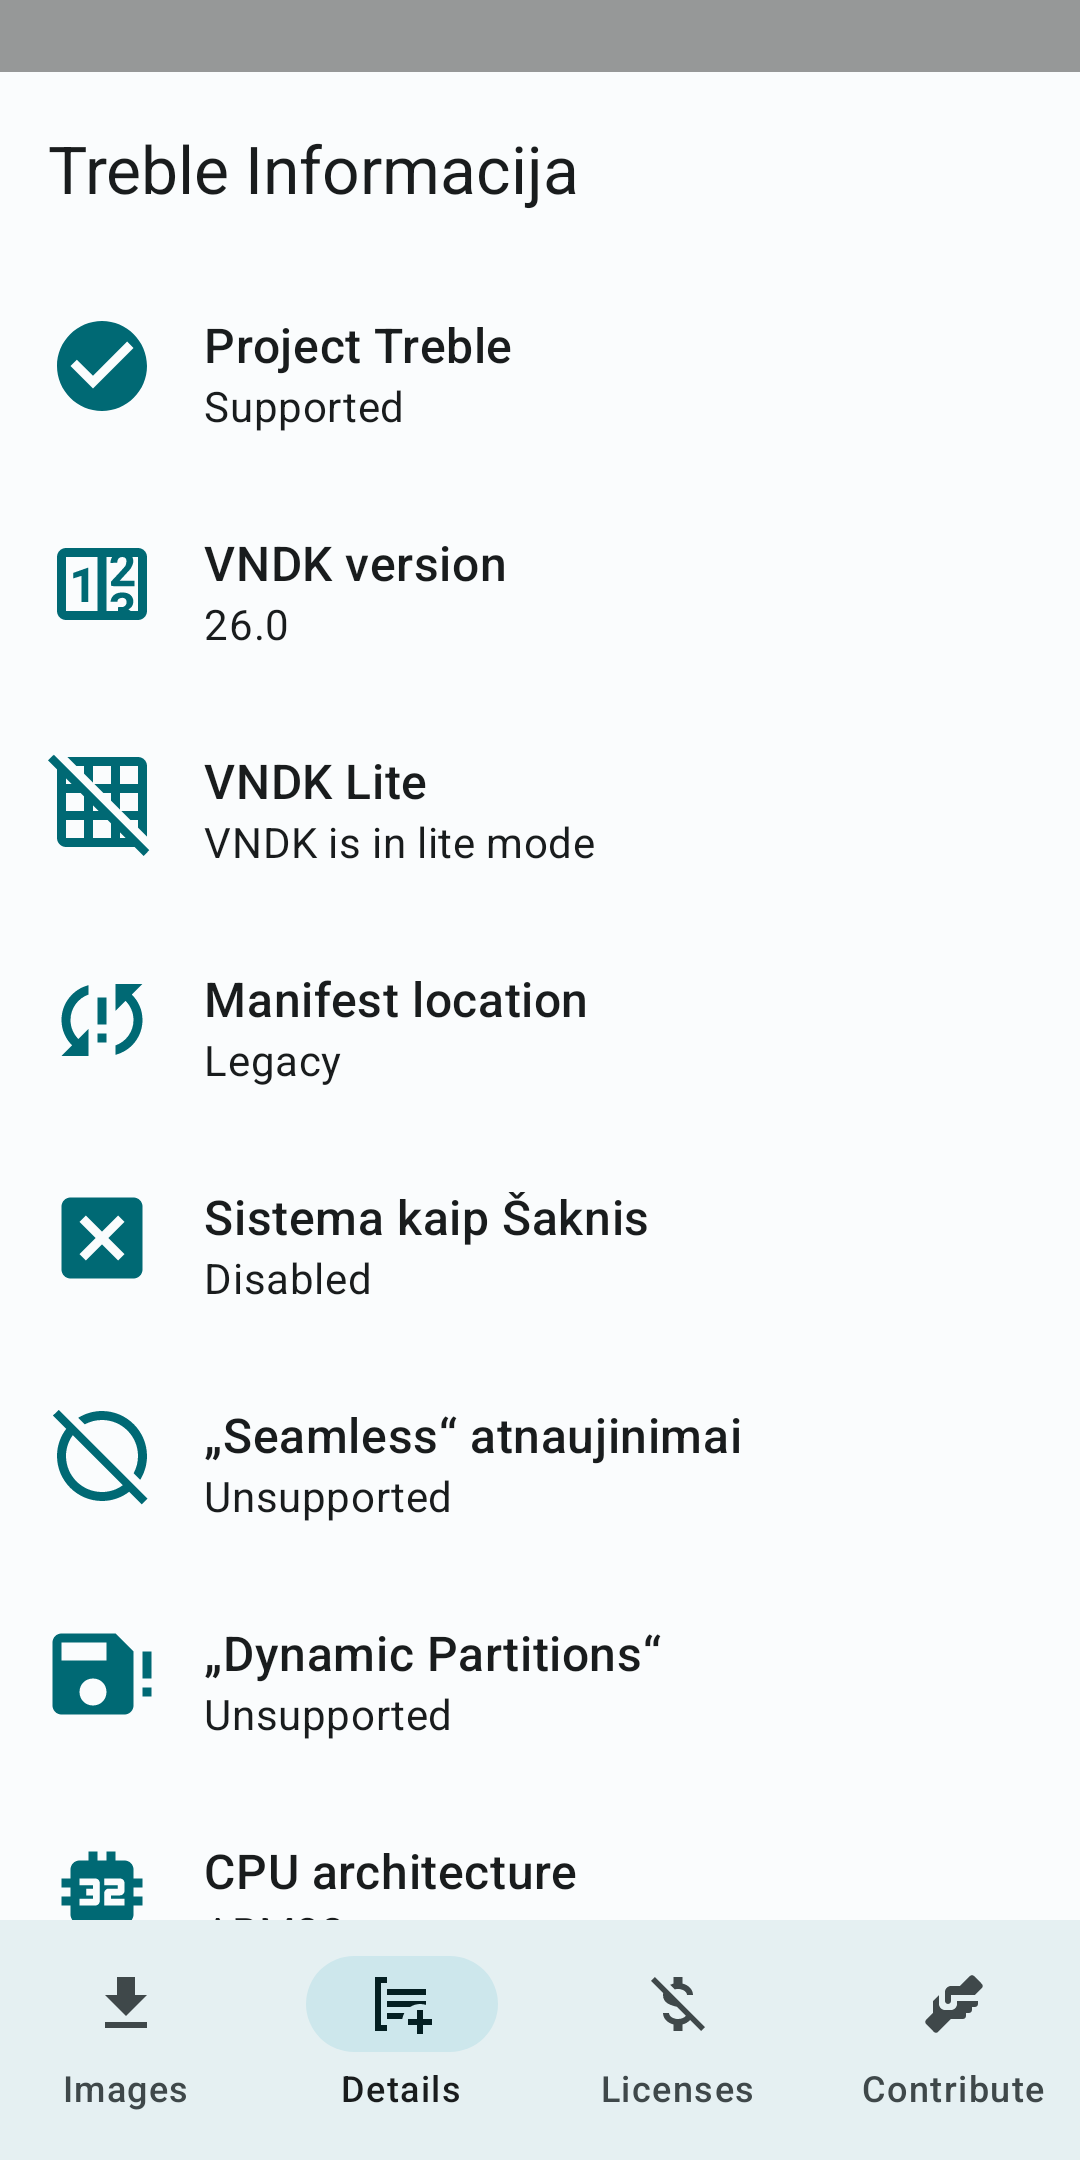 Treble Informacija
Project Treble
Supported
VNDK version
26.0
VNDK Lite
VNDK is in lite mode
Manifest location
Legacy
Sistema kaip Šaknis
Disabled
„Seamless“ atnaujinimai
Unsupported
„Dynamic Partitions“
Unsupported
CPU architecture
Images
Details
Licenses
Contribute